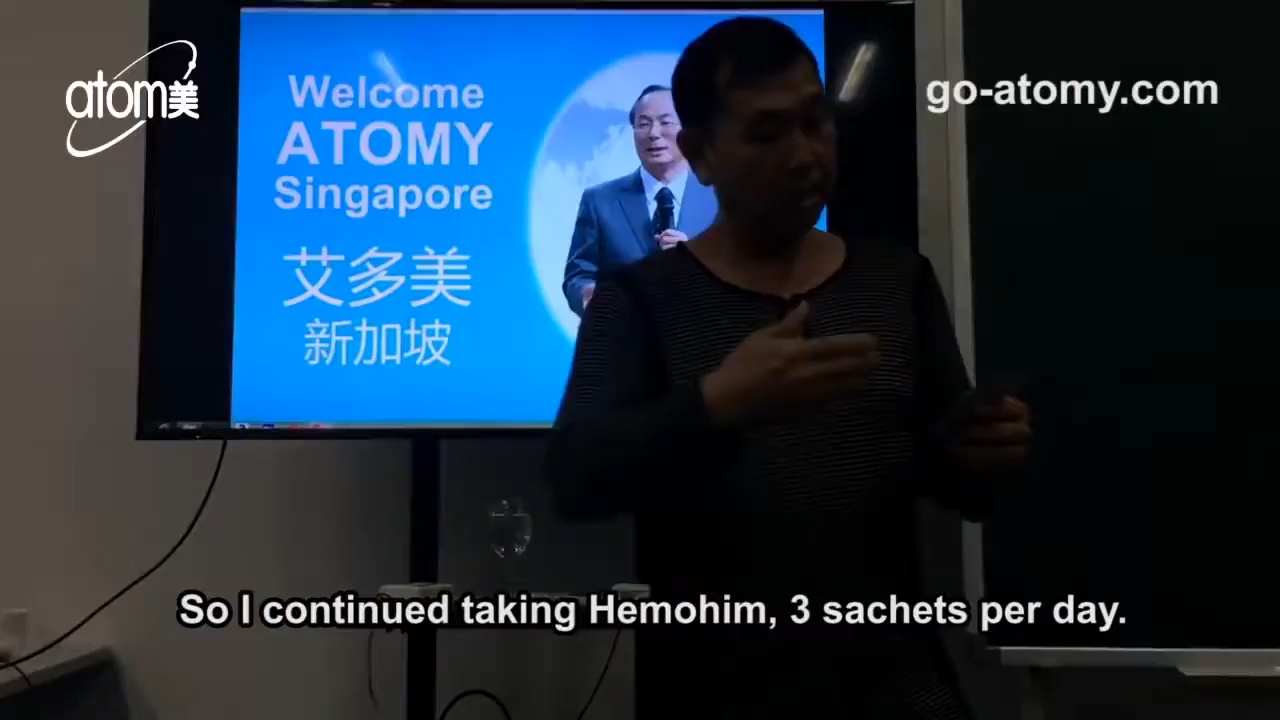 atom美
go-atomy.com
Welcome
ATOMY
Singapore
艾多美
新加坡
So I continued taking Hemohim, 3 sachets per day.